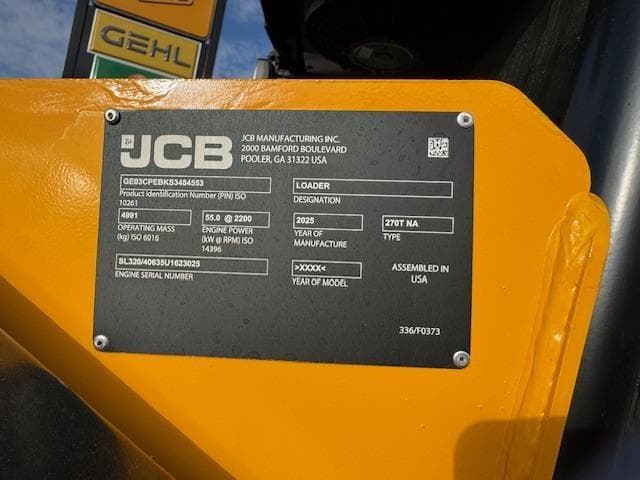 GEHL
JCB
JCB MANUFACTURING INC.
2000 BAMFORD BOULEVARD
POOLER, GA 31322 USA
GE03CPEBKS3484553
Product Identification Number (PIN) ISO
10261
LOADER
DESIGNATION
4991
OPERATING MASS
(kg) ISO 6016
55.0 @ 2200
ENGINE POWER
(kW @ RPM) ISO
14396
2025
YEAR OF
MANUFACTURE
270T NA
TYPE
SL320/40635U1623025
ENGINE SERIAL NUMBER
>XXXX<
YEAR OF MODEL
ASSEMBLED IN
USA
336/F0373